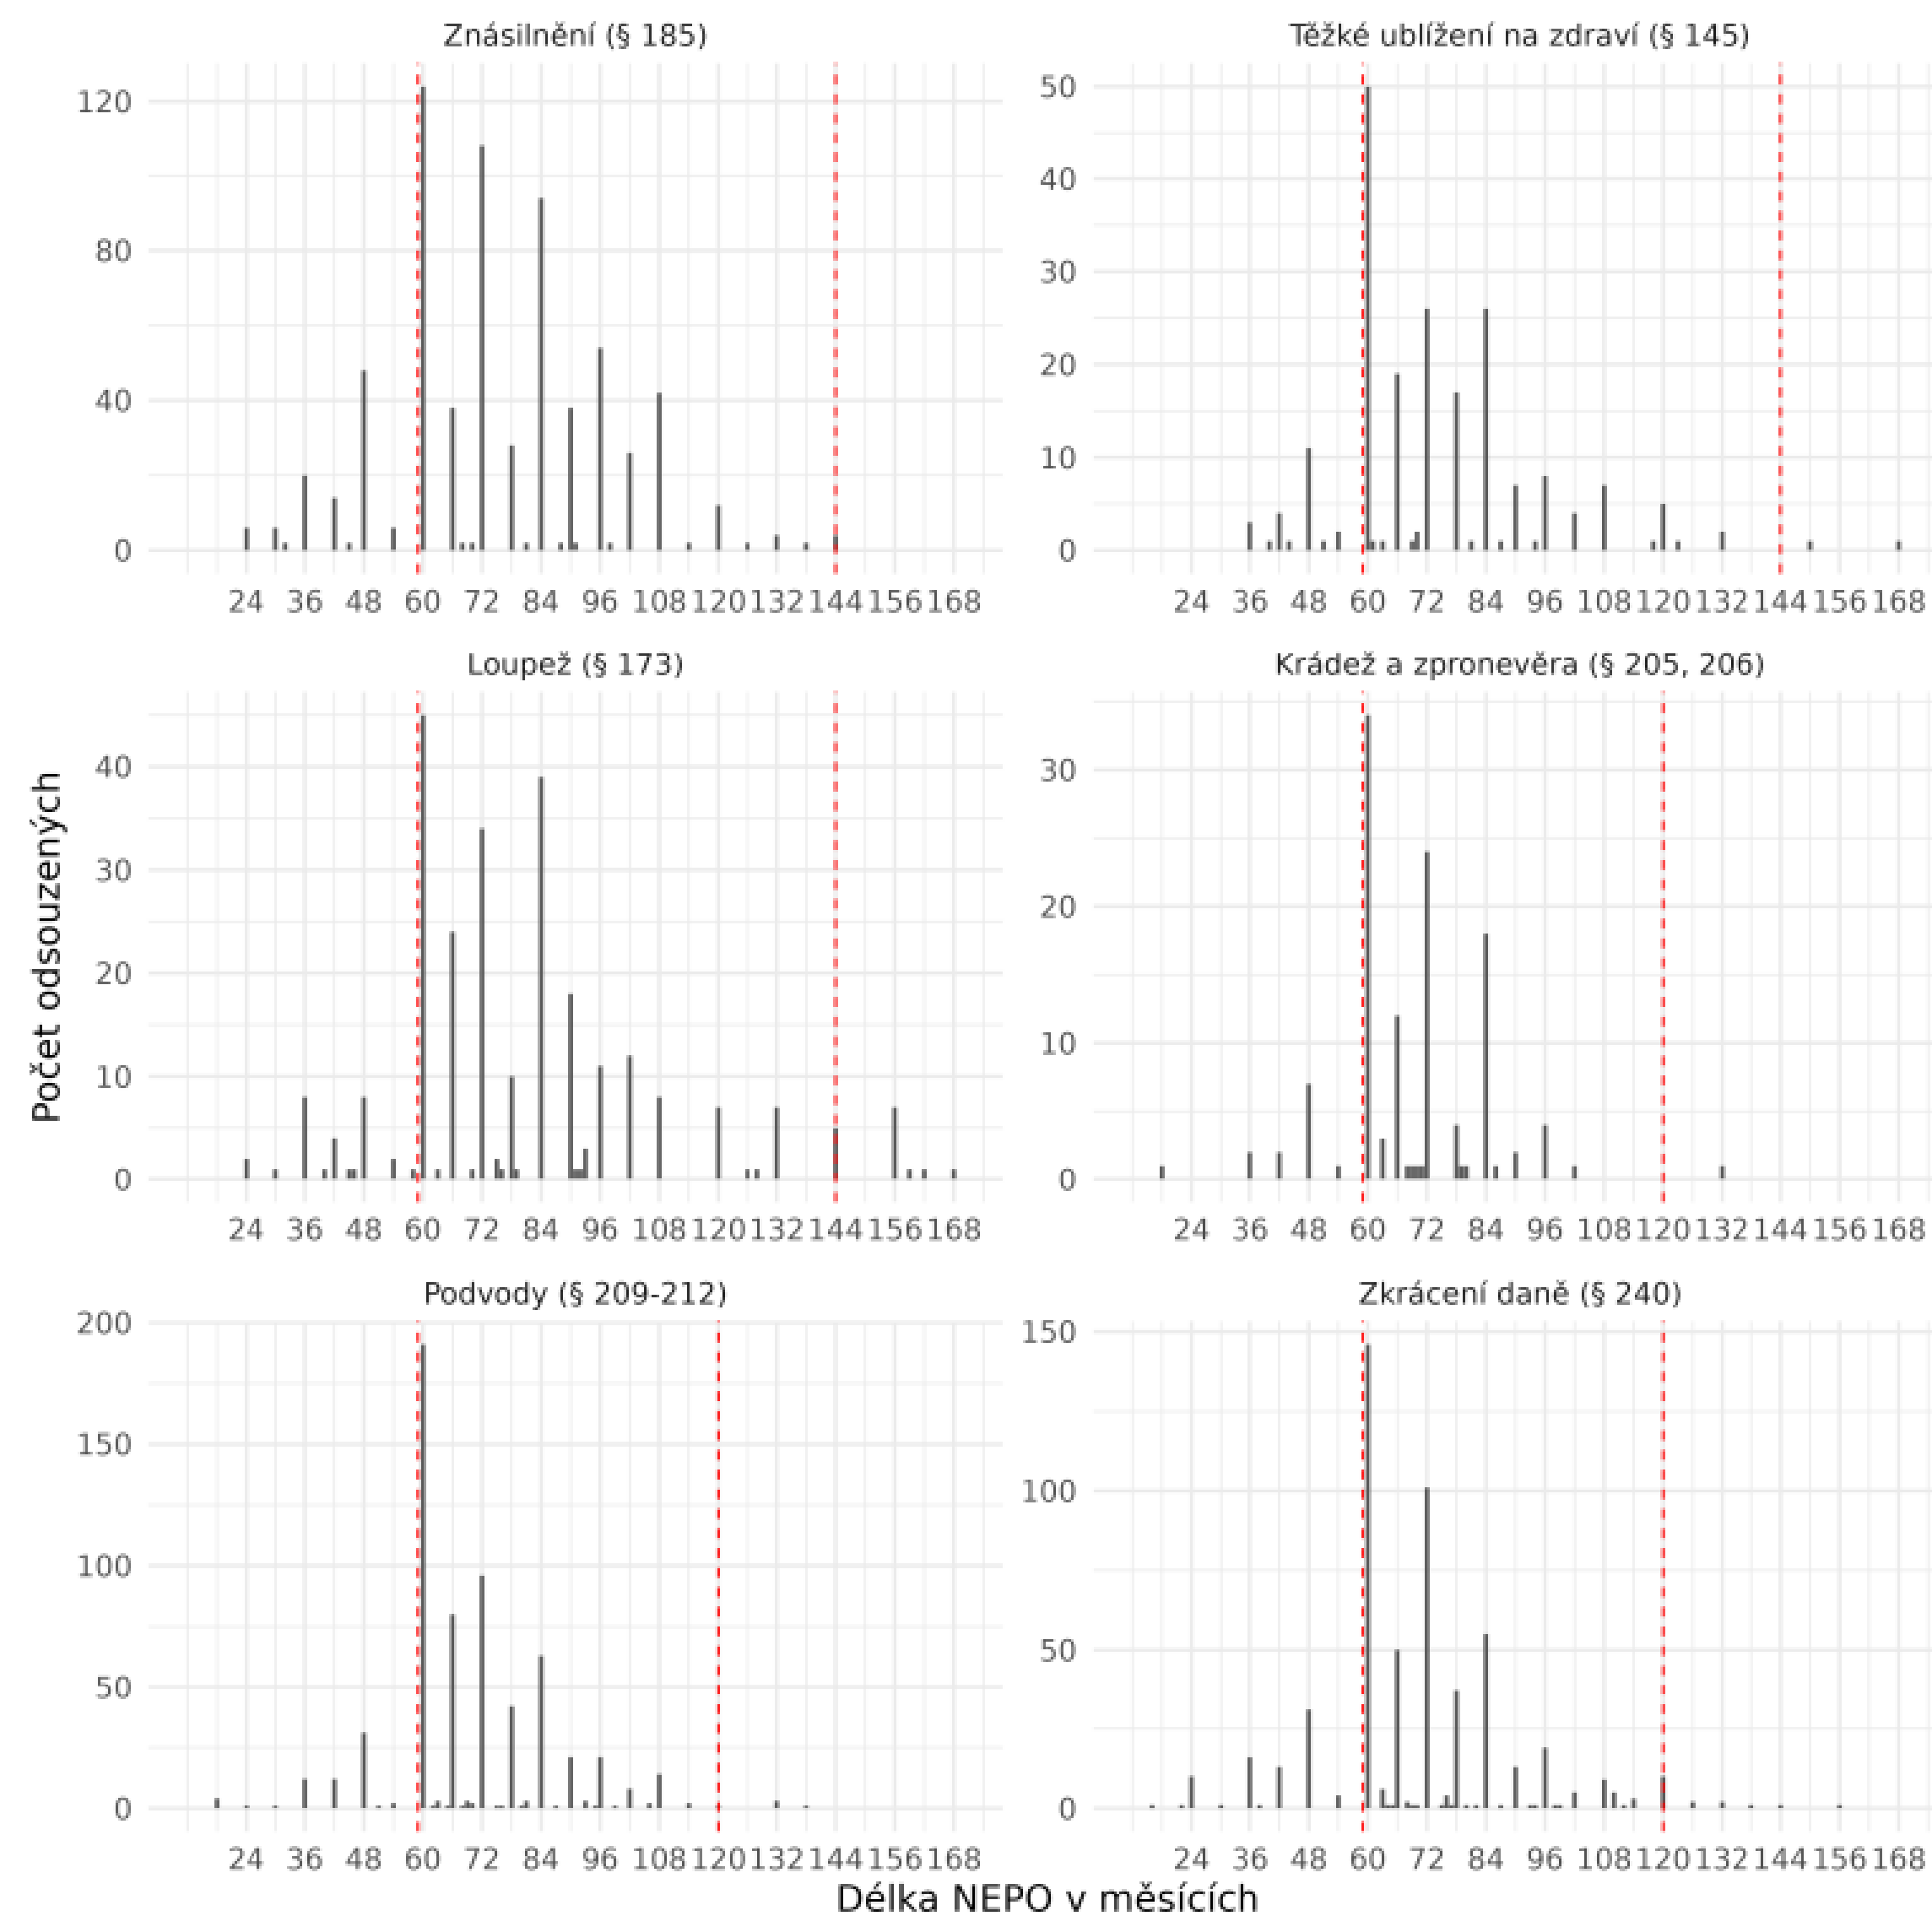 Znásilnění (§ 185)
120
80
40
0
24 36 48 60 72 84 96 108 120 132 144 156 168
Těžké ublížení na zdraví (§ 145)
50
40
30
20
10
0
24 36 48 60 72 84 96 108 120 132 144 156 168
Loupež (§ 173)
40
30
20
10
0
24 36 48 60 72 84 96 108 120 132 144 156 168
Krádež a zpronevěra (§ 205, 206)
30
20
10
0
24 36 48 60 72 84 96 108 120 132 144 156 168
Podvody (§ 209-212)
200
150
100
50
0
24 36 48 60 72 84 96 108 120 132 144 156 168
Zkrácení daně (§ 240)
150
100
50
0
24 36 48 60 72 84 96 108 120 132 144 156 168
Počet odsouzených
Délka NEPO v měsících